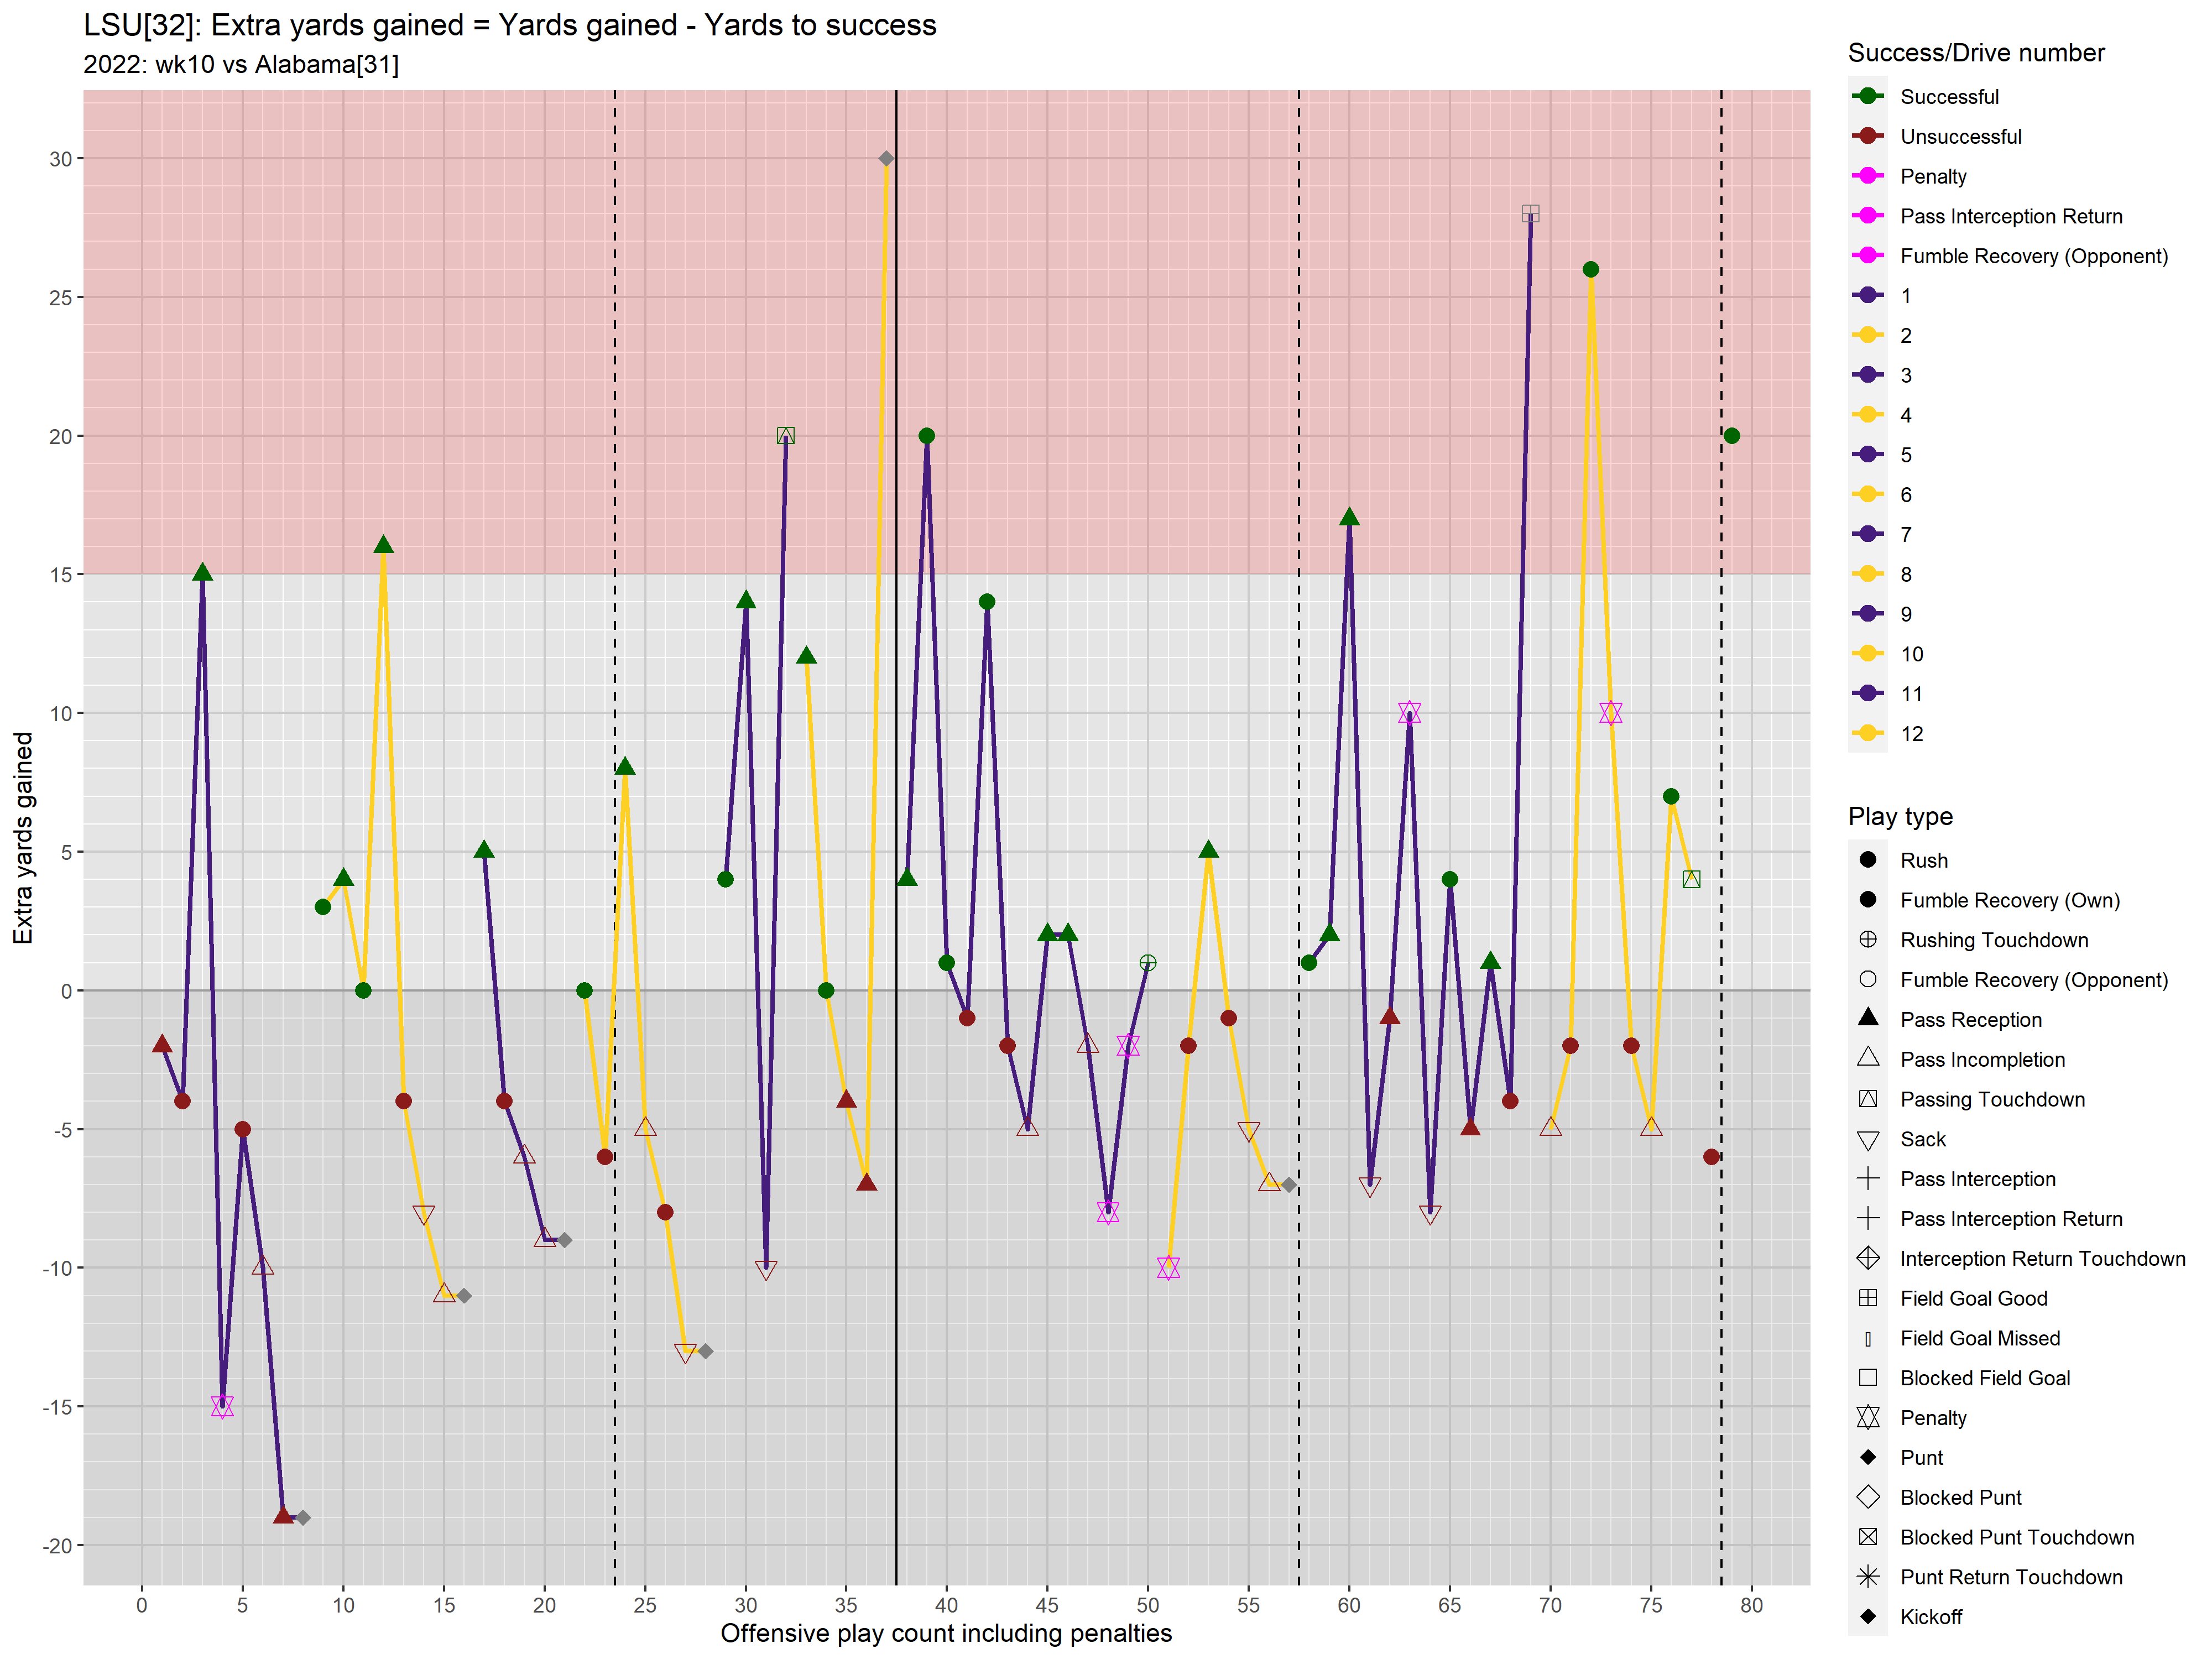 LSU[32]: Extra yards gained = Yards gained - Yards to success
2022: wk10 vs Alabama[31]
Extra yards gained
30
25
20
15
10
5
0
-5
-10
-15
-20
0 5 10 15 20 25 30 35 40 45 50 55 60 65 70 75 80
Offensive play count including penalties
Success/Drive number
Successful
Unsuccessful
Penalty
Pass Interception Return
Fumble Recovery (Opponent)
1
2
3
4
5
6
7
8
9
10
11
12
Play type
Rush
Fumble Recovery (Own)
Rushing Touchdown
Fumble Recovery (Opponent)
Pass Reception
Pass Incompletion
Passing Touchdown
Sack
Pass Interception
Pass Interception Return
Interception Return Touchdown
Field Goal Good
Field Goal Missed
Blocked Field Goal
Penalty
Punt
Blocked Punt
Blocked Punt Touchdown
Punt Return Touchdown
Kickoff